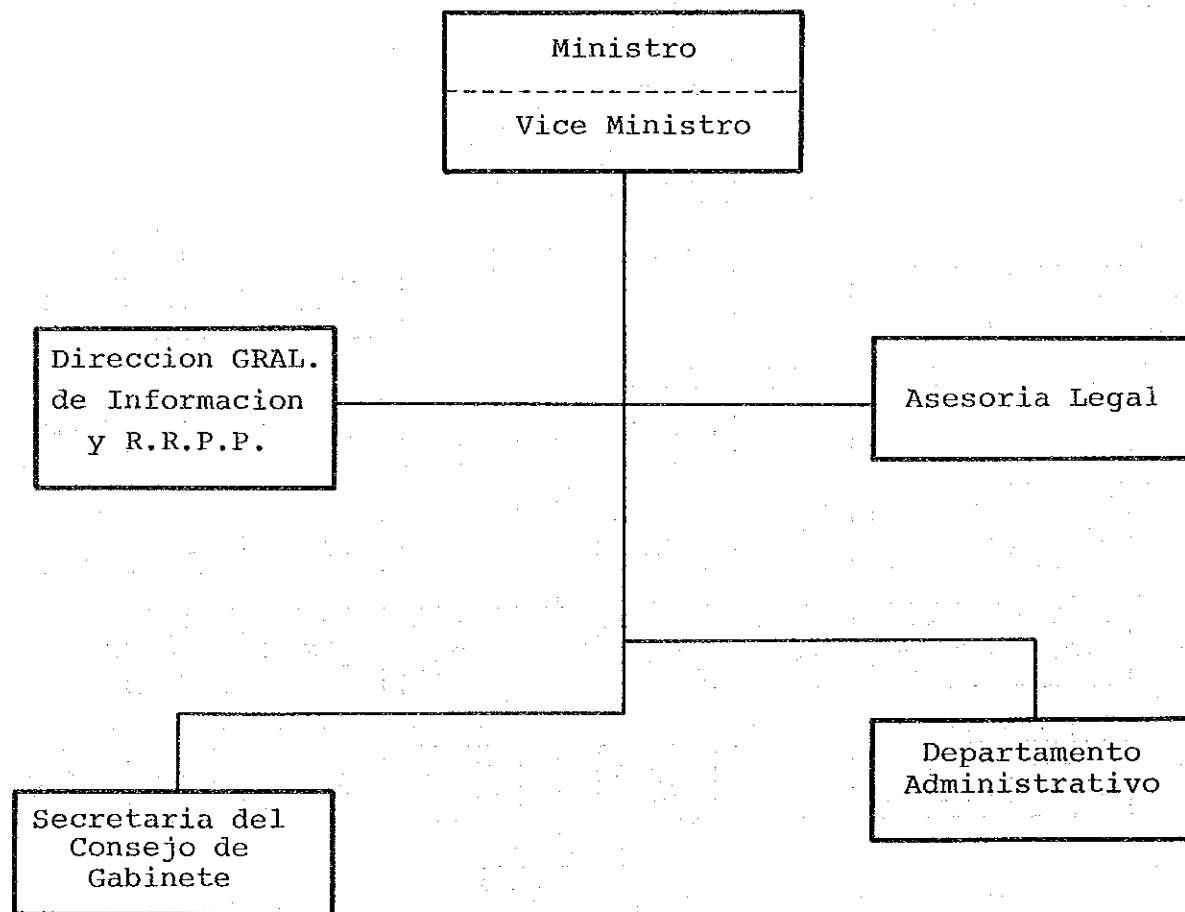 Ministro
Vice Ministro
Direccion GRAL.
de Informacion
y R.R.P.P.
Asesoria Legal
Departamento
Administrativo
Secretaria del
Consejo de
Gabinete